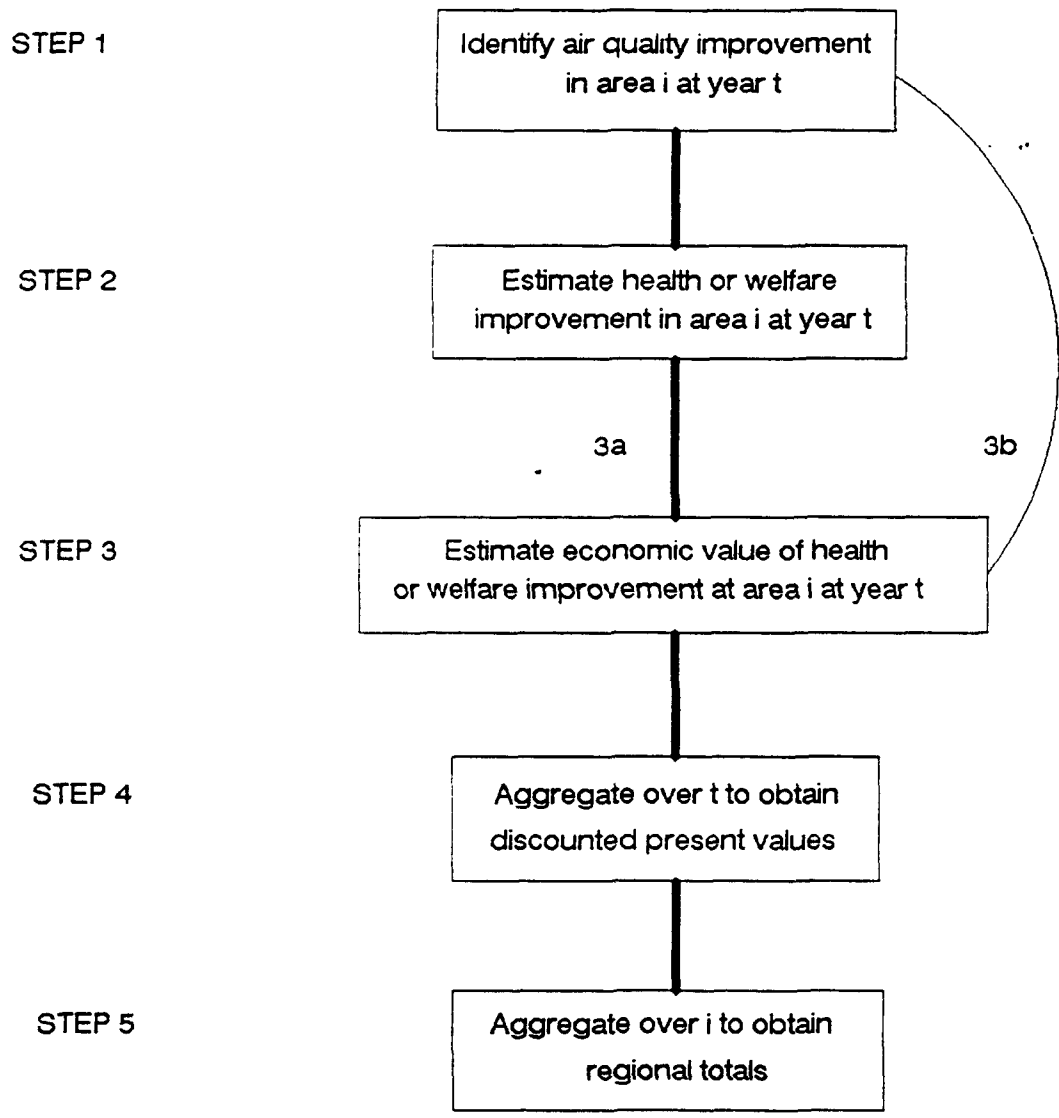 STEP 1
Identify air quality improvement
in area i at year t
STEP 2
Estimate health or welfare
improvement in area i at year t
3a
3b
STEP 3
Estimate economic value of health
or welfare improvement at area i at year t
STEP 4
Aggregate over t to obtain
discounted present values
STEP 5
Aggregate over i to obtain
regional totals